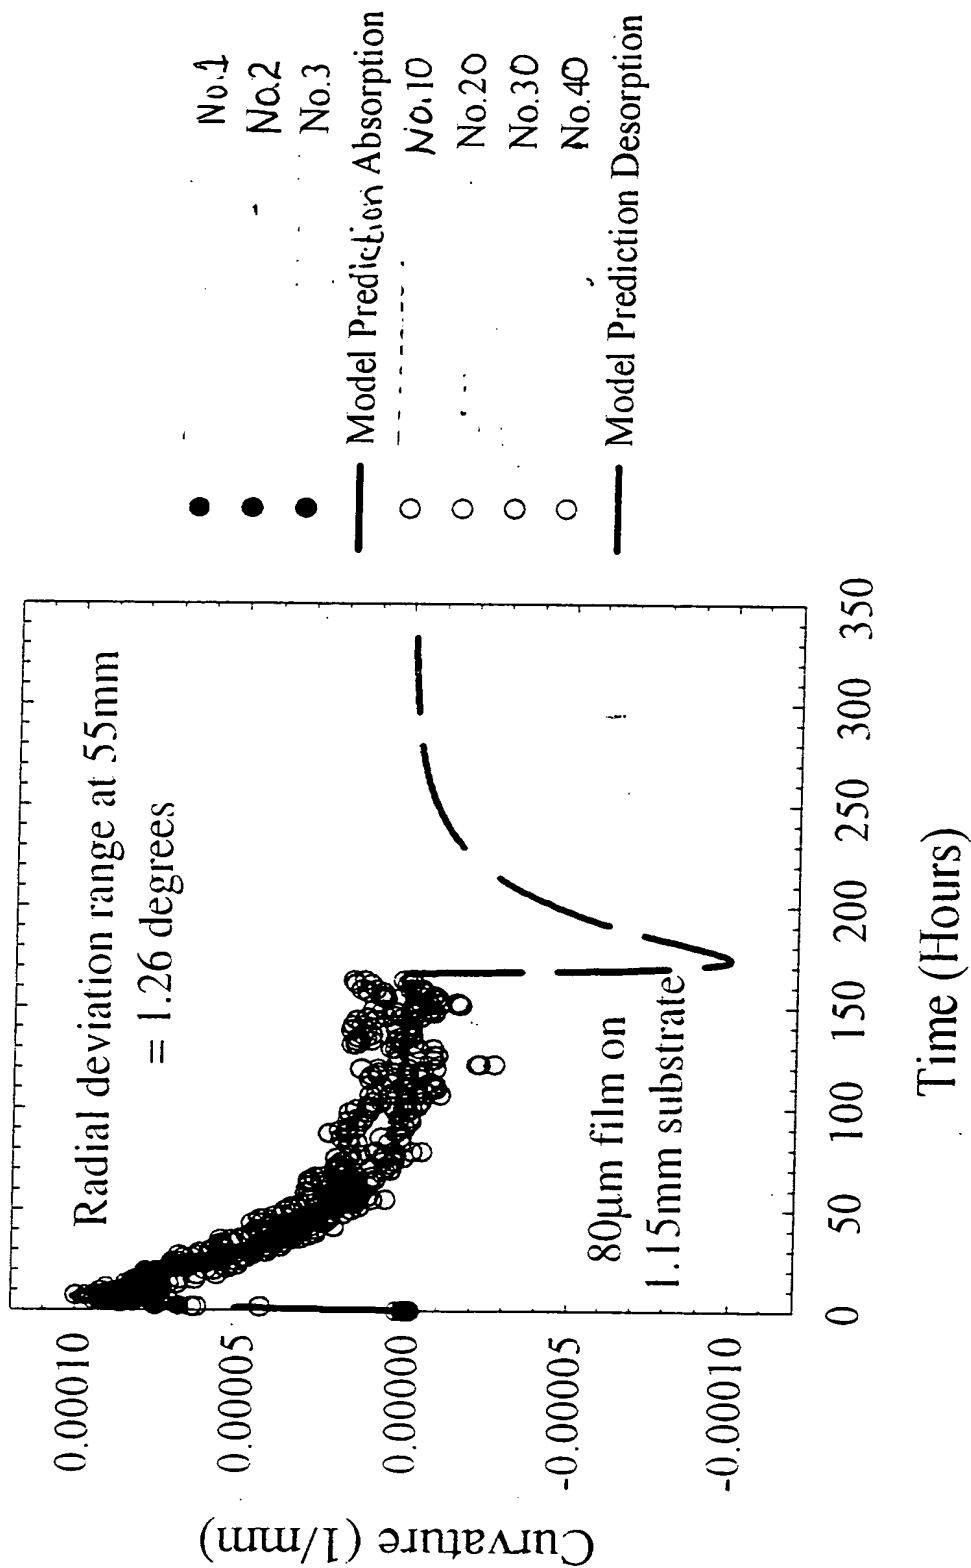 Curvature (1/mm)
0.00010
0.00005
0.00000
-0.00005
-0.00010
Radial deviation range at 55mm
= 1.26 degrees
80μm film on
1.15mm substrate
0
50
100
150
200
250
300
350
Time (Hours)
No.1
No.2
No.3
Model Prediction Absorption
No.10
No.20
No.30
No.40
Model Prediction Desorption